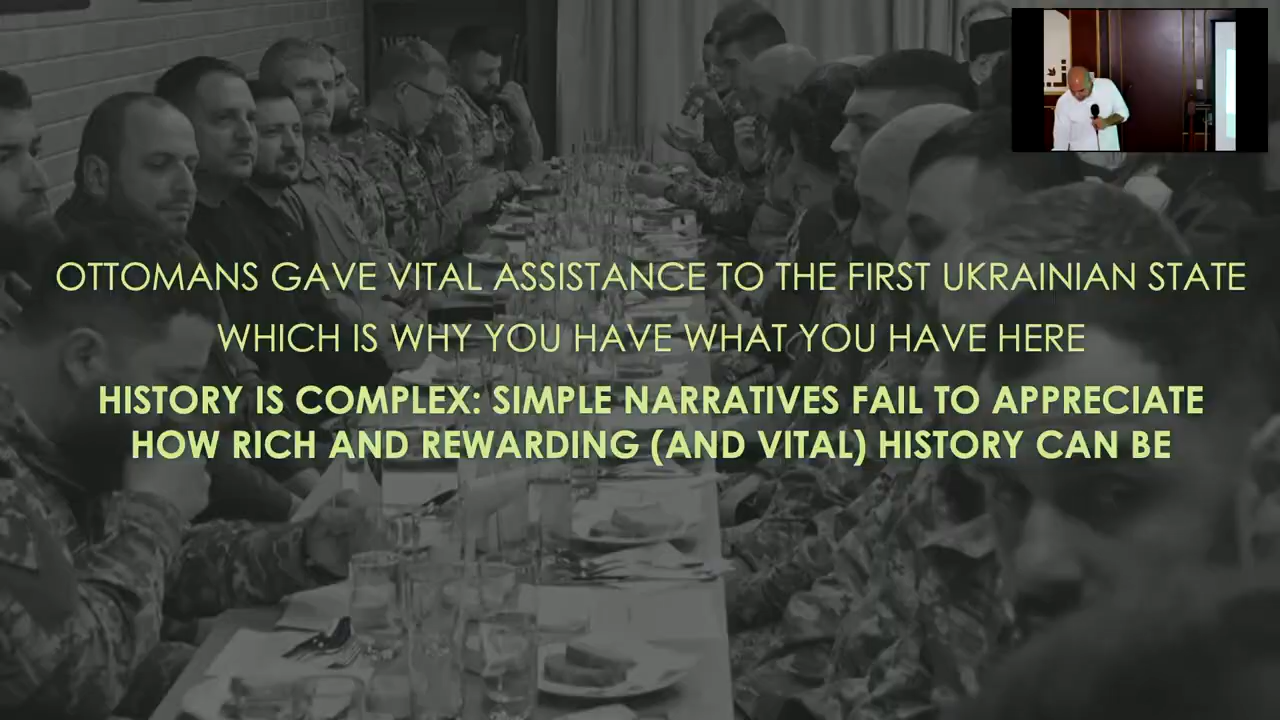 OTTOMANS GAVE VITAL ASSISTANCE TO THE FIRST UKRAINIAN STATE
WHICH IS WHY YOU HAVE WHAT YOU HAVE HERE
HISTORY IS COMPLEX: SIMPLE NARRATIVES FAIL TO APPRECIATE
HOW RICH AND REWARDING (AND VITAL) HISTORY CAN BE